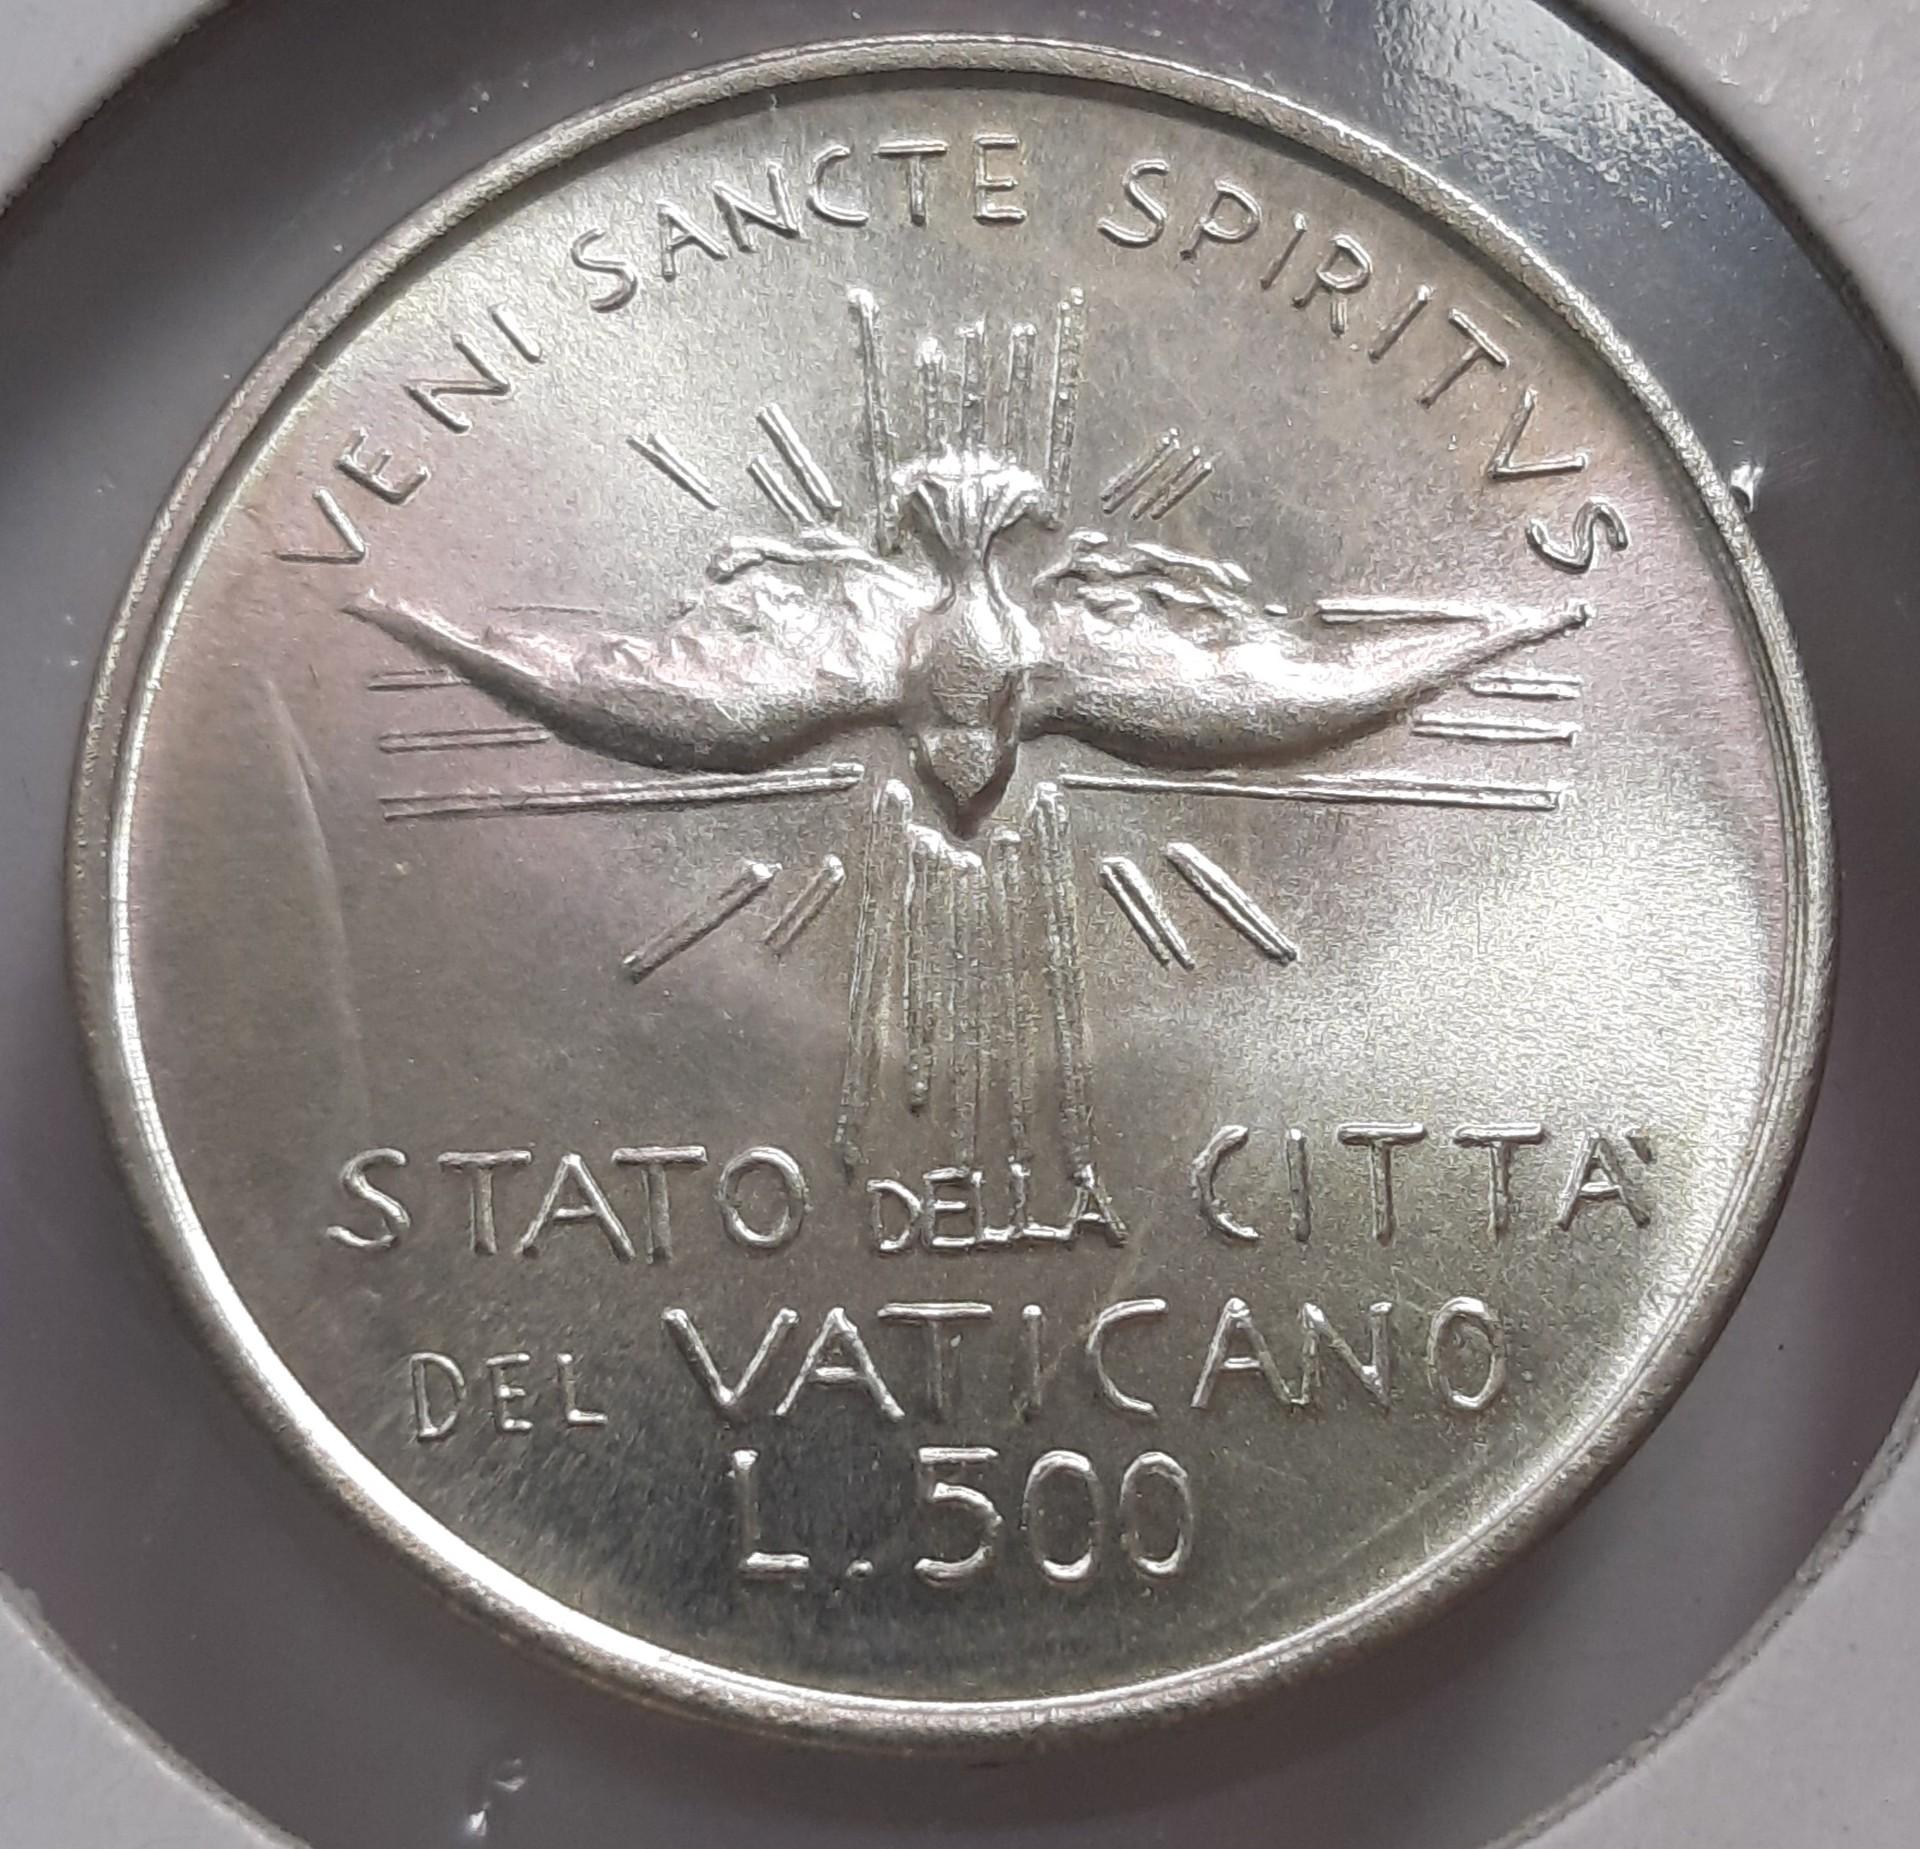 VENI SANCTE SPIRITVS
STATO DELLA CITTA'
DEL VATICANO
L.500